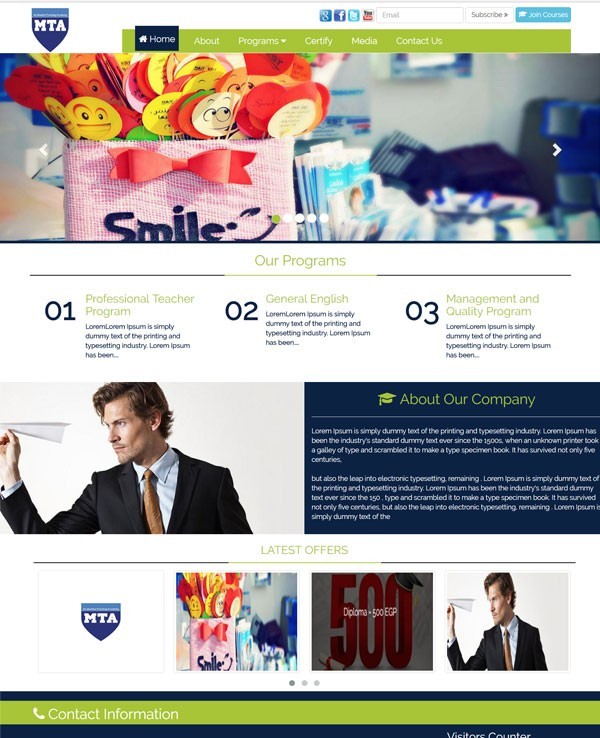 MTA
Email
Subscribe »
Join Courses
Home
About
Programs
Certify
Media
Contact Us
Smile
Our Programs
01
Professional Teacher
Program
LoremLorem Ipsum is simply
dummy text of the printing and
typesetting industry. Lorem Ipsum
has been....
02
General English
LoremLorem Ipsum is simply
dummy text of the printing and
typesetting industry. Lorem Ipsum
has been....
03
Management and
Quality Program
LoremLorem Ipsum is simply
dummy text of the printing and
typesetting industry. Lorem Ipsum
has been....
About Our Company
Lorem Ipsum is simply dummy text of the printing and typesetting industry. Lorem Ipsum has
been the industry's standard dummy text ever since the 1500s, when an unknown printer took
a galley of type and scrambled it to make a type specimen book. It has survived not only five
centuries,
but also the leap into electronic typesetting, remaining . Lorem Ipsum is simply dummy text of
the printing and typesetting industry. Lorem Ipsum has been the industry's standard dummy
text ever since the 150 , type and scrambled it to make a type specimen book. It has survived
not only five centuries, but also the leap into electronic typesetting, remaining . Lorem Ipsum is
simply dummy text of the
LATEST OFFERS
MTA
Smile
500
Diploma = 500 EGP
Contact Information
Visitors Counter